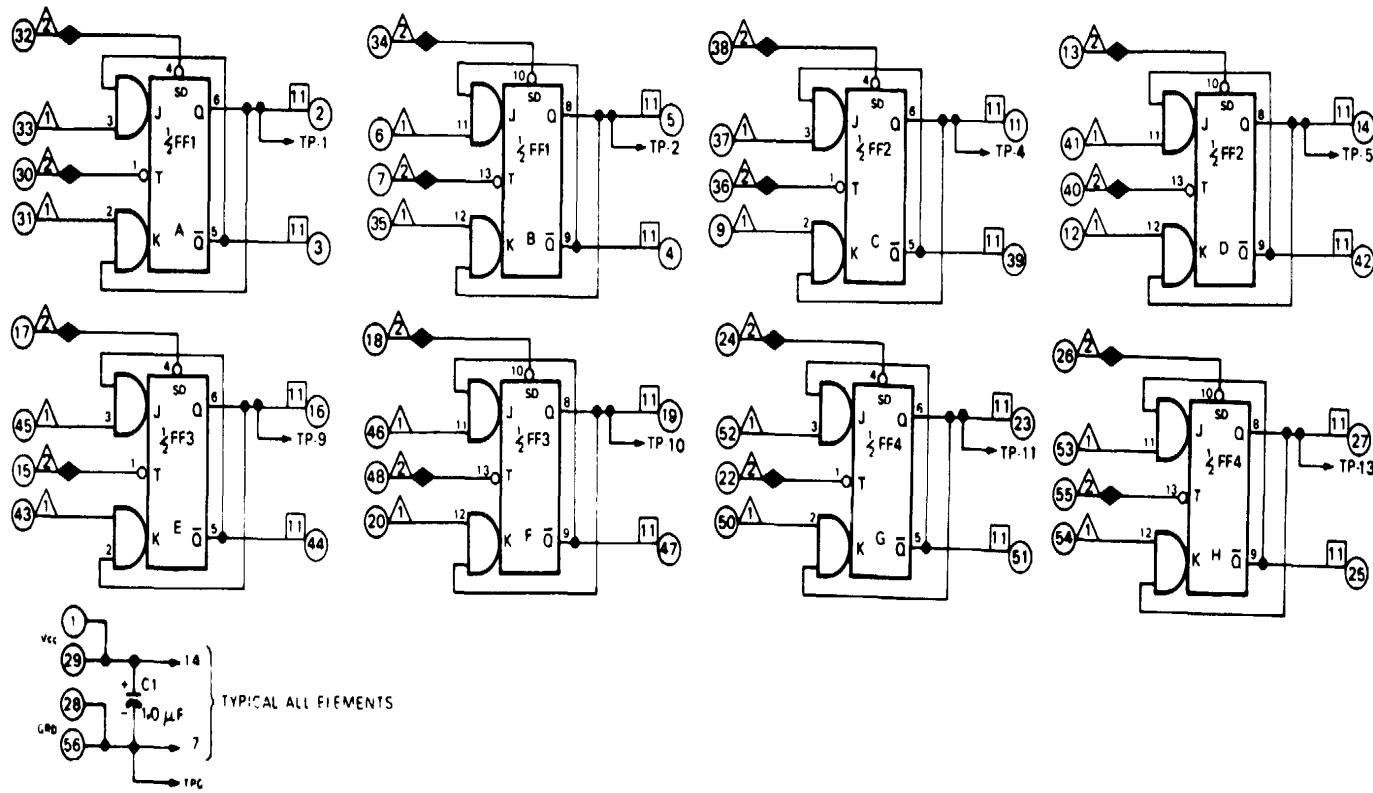 32 2
4
SD
33 1 3
J Q 6 11 2
½ FF1
TP-1
30 2 1 T
31 1 2
K A Q̅ 5 11 3
34 2
10
SD
6 1 11
J Q 8 11 5
½ FF1
TP-2
7 2 13 T
35 1 12
K B Q̅ 9 11 4
38 2
4
SD
37 1 3
J Q 6 11 11
½ FF2
TP-4
36 2 1 T
9 1 2
K C Q̅ 5 11 39
13 2
10
SD
41 1 11
J Q 8 11 14
½ FF2
TP-5
40 2 13 T
12 1 12
K D Q̅ 9 11 42
17 2
4
SD
45 1 3
J Q 6 11 16
½ FF3
TP-9
15 2 1 T
43 1 2
K E Q̅ 5 11 44
18 2
10
SD
46 1 11
J Q 8 11 19
½ FF3
TP-10
48 2 13 T
20 1 12
K F Q̅ 9 11 47
24 2
4
SD
52 1 3
J Q 6 11 23
½ FF4
TP-11
22 2 1 T
50 1 2
K G Q̅ 5 11 51
26 2
10
SD
53 1 11
J Q 8 11 27
½ FF4
TP-13
55 2 13 T
54 1 12
K H Q̅ 9 11 25
1
Vcc
29 14
+ C1
- 1.0 µF
TYPICAL ALL ELEMENTS
28
GRD
56 7
TPG